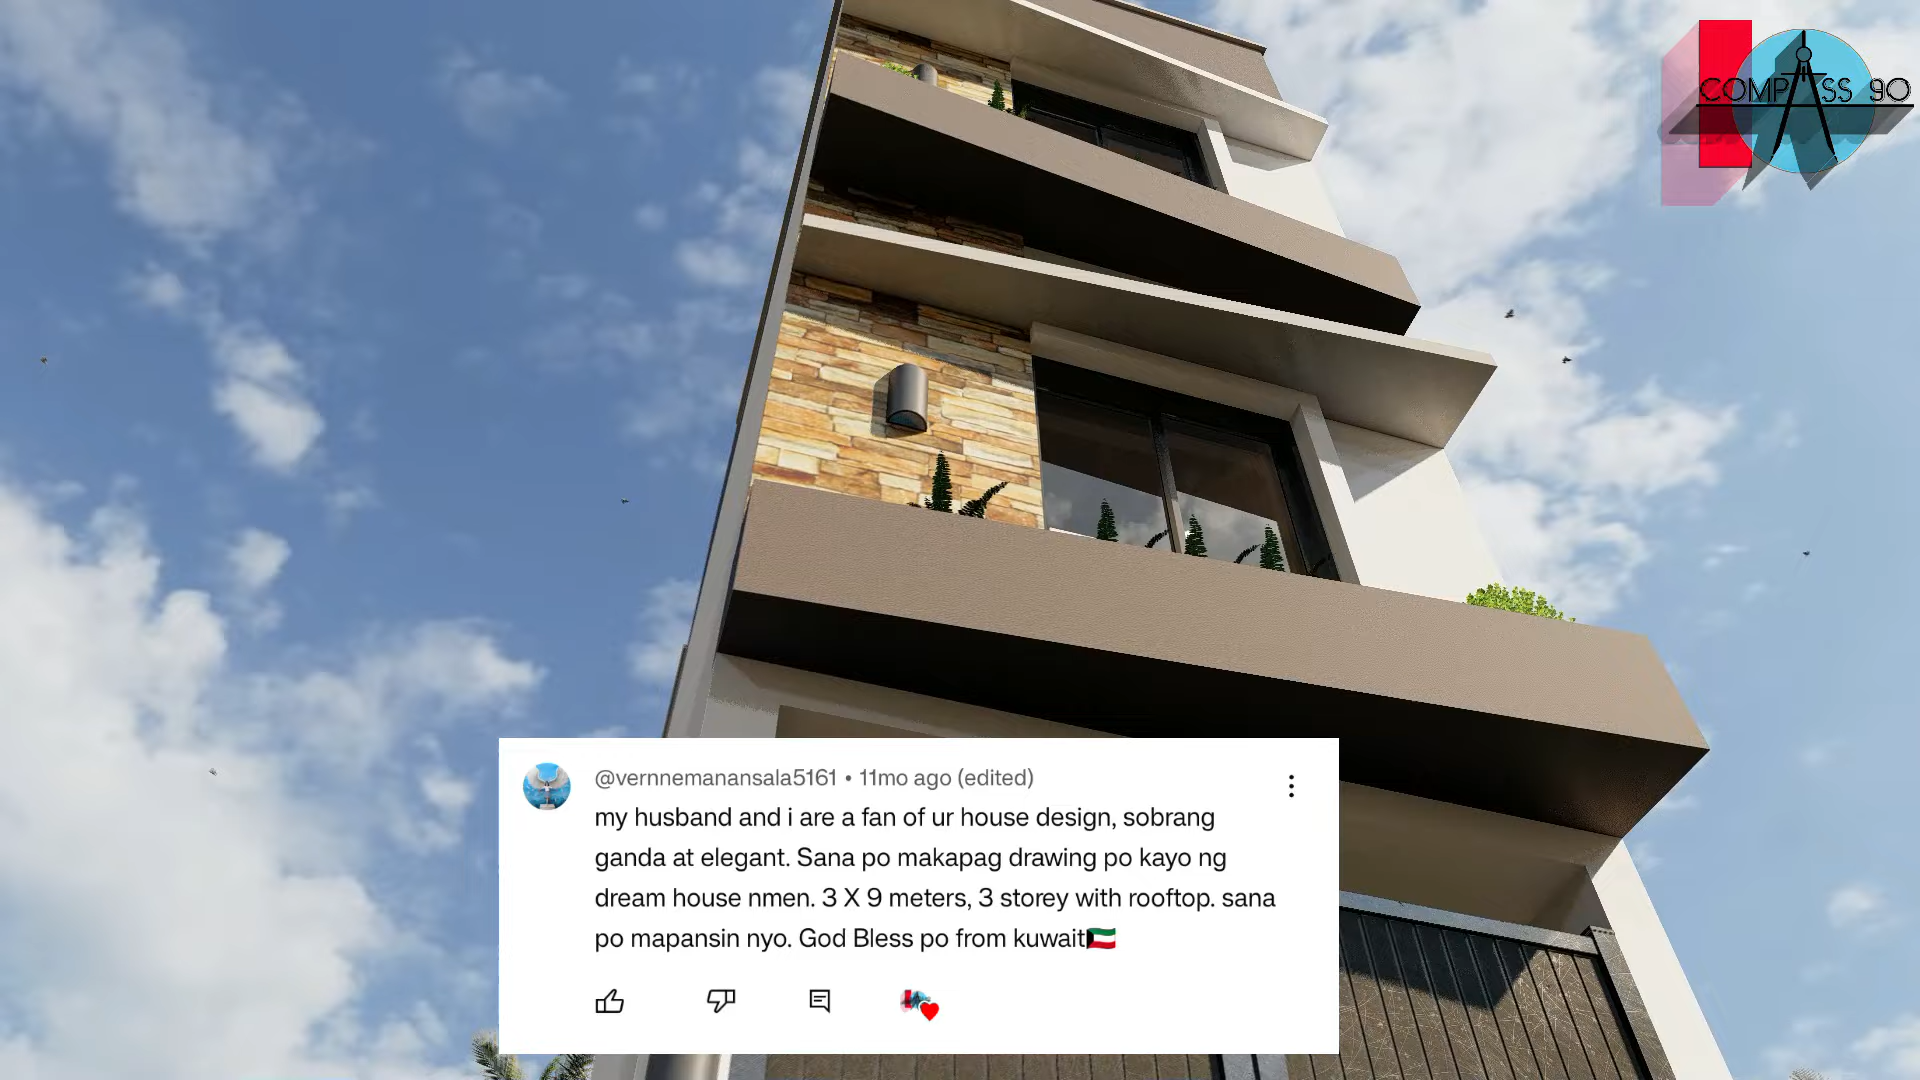 COMPASS 90
@vernnemanansala5161 • 11mo ago (edited)
my husband and i are a fan of ur house design, sobrang
ganda at elegant. Sana po makapag drawing po kayo ng
dream house nmen. 3 X 9 meters, 3 storey with rooftop. sana
po mapansin nyo. God Bless po from kuwait🇰🇼